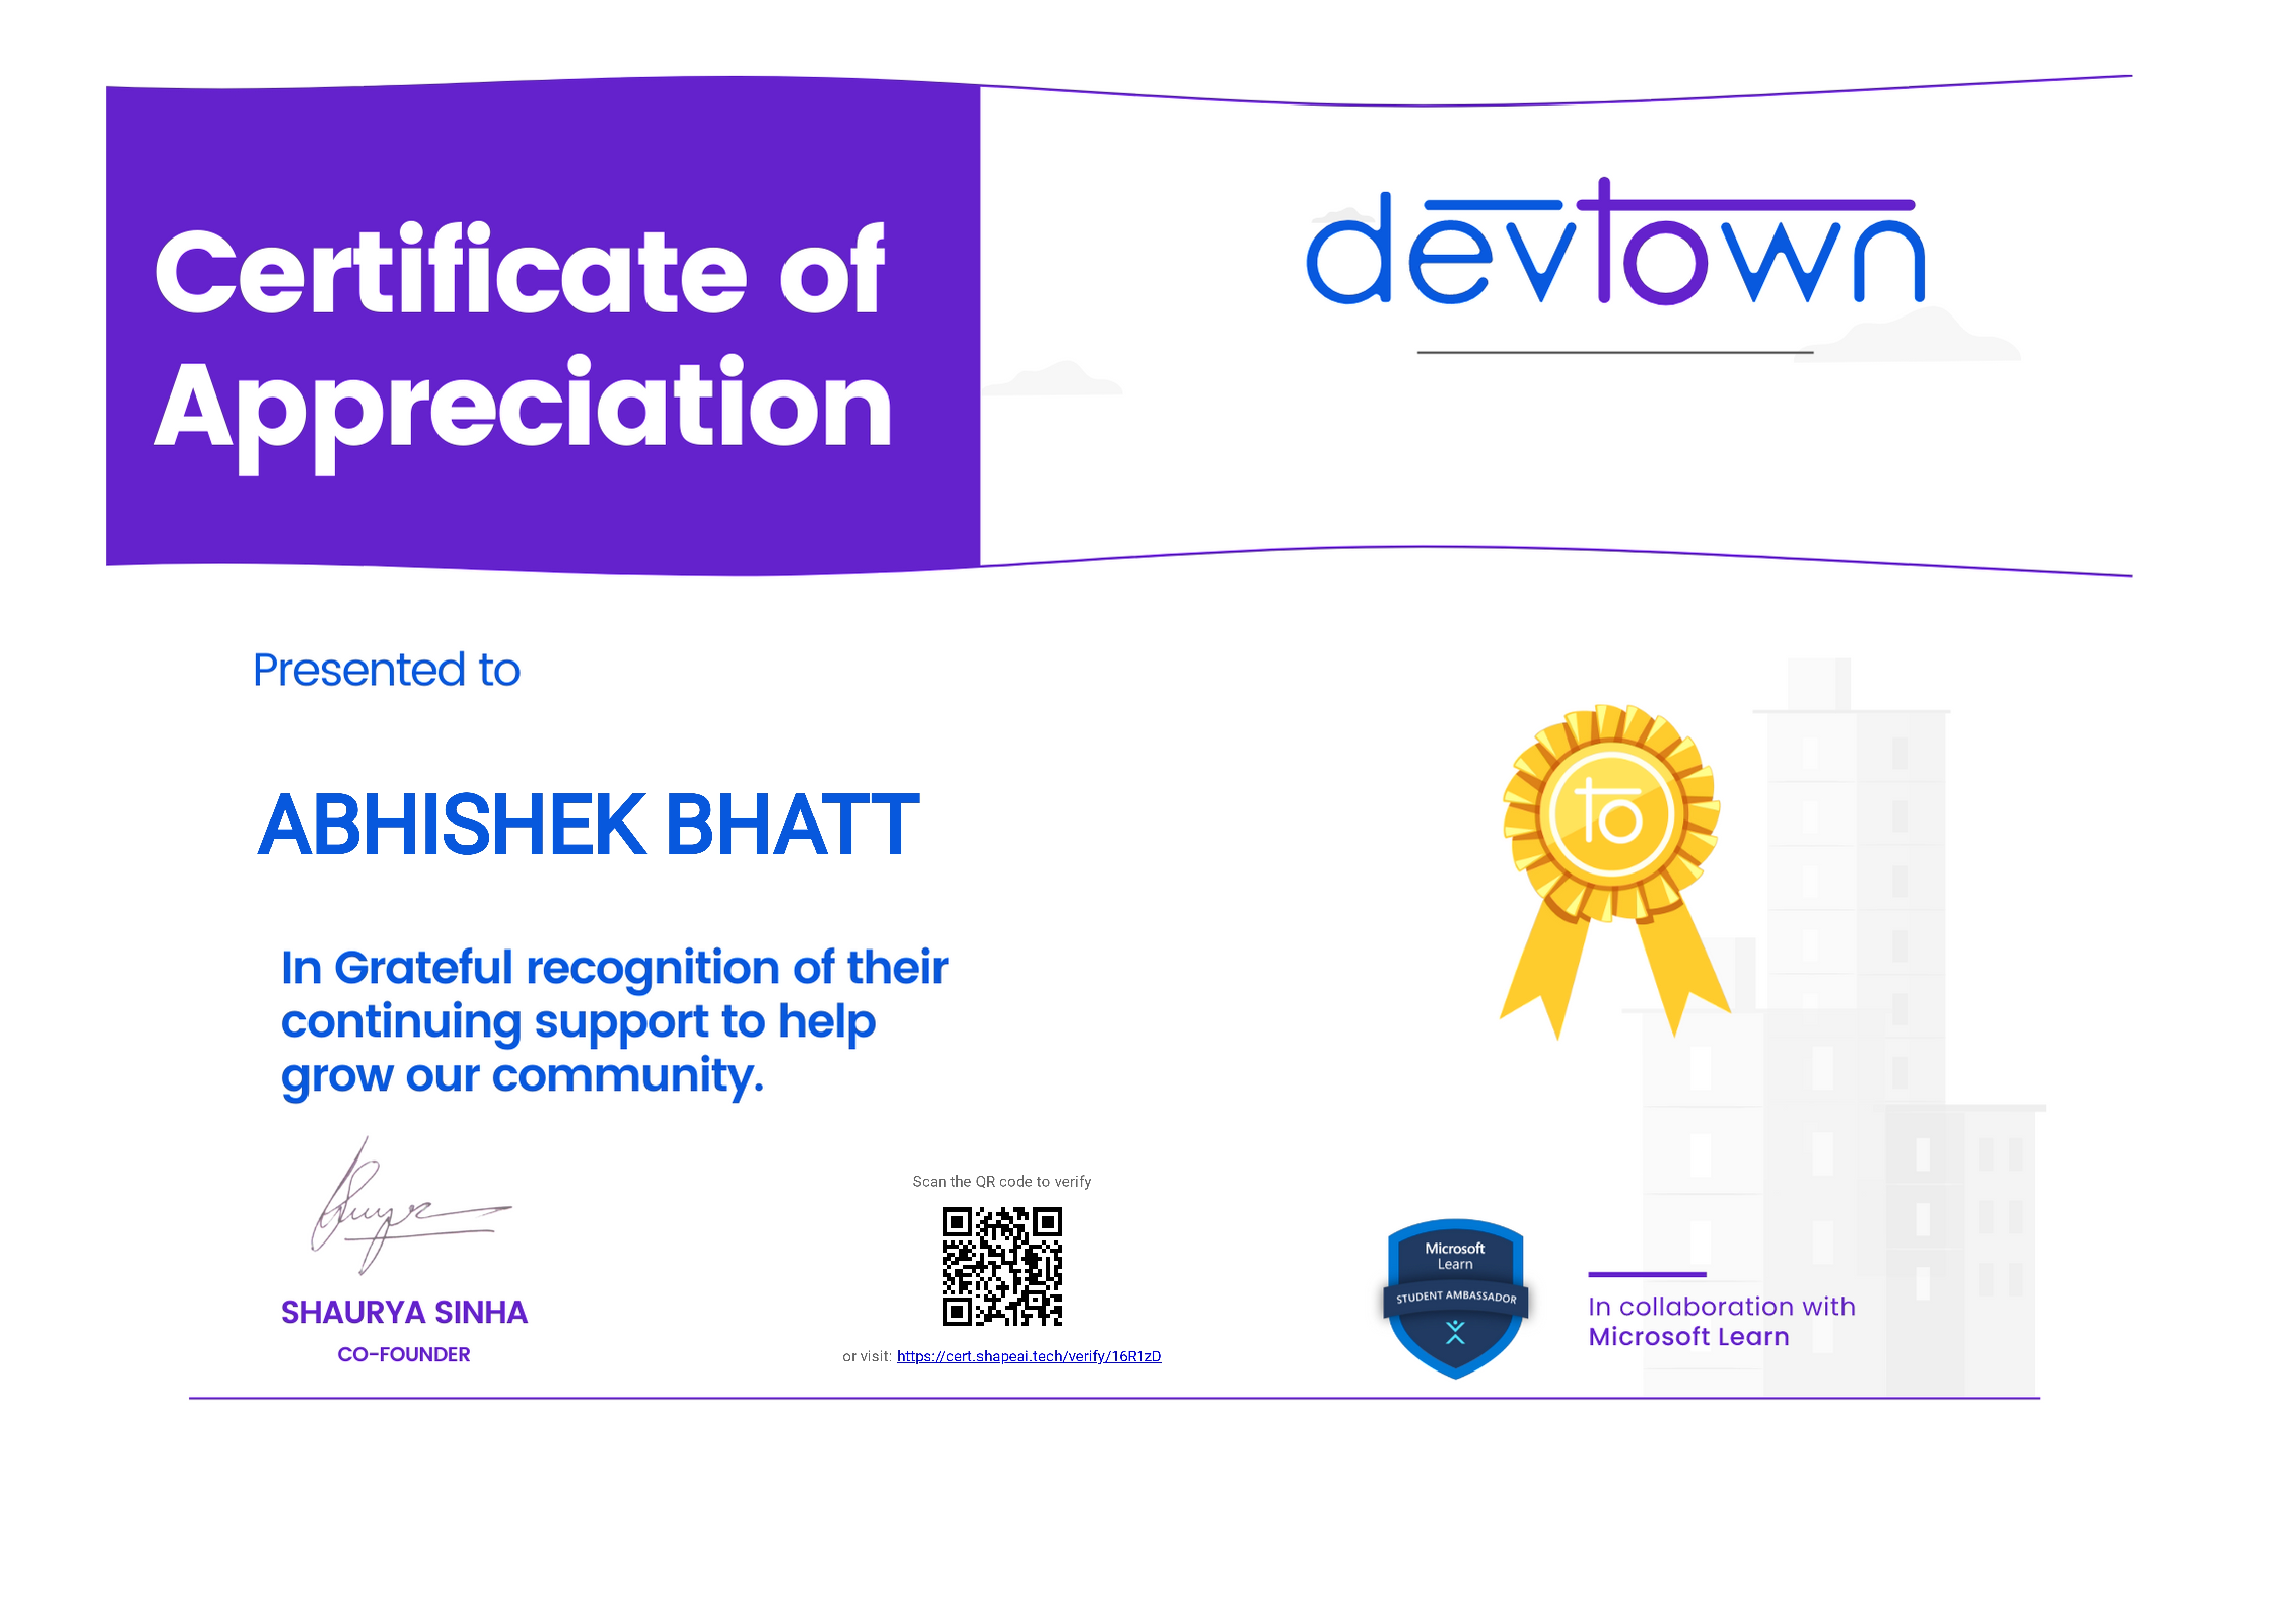 Certificate of
Appreciation
devtown
Presented to
ABHISHEK BHATT
to
In Grateful recognition of their
continuing support to help
grow our community.
SHAURYA SINHA
CO-FOUNDER
Scan the QR code to verify
or visit: https://cert.shapeai.tech/verify/16R1zD
Microsoft
Learn
STUDENT AMBASSADOR
In collaboration with
Microsoft Learn